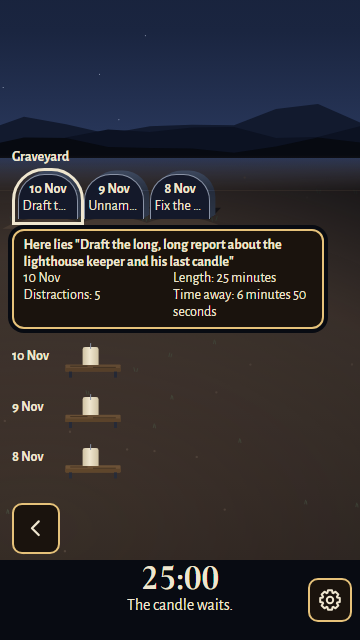 Graveyard
10 Nov
Draft t...
9 Nov
Unnam...
8 Nov
Fix the ...
Here lies "Draft the long, long report about the
lighthouse keeper and his last candle"
10 Nov
Length: 25 minutes
Distractions: 5
Time away: 6 minutes 50
seconds
10 Nov
9 Nov
8 Nov
25:00
The candle waits.